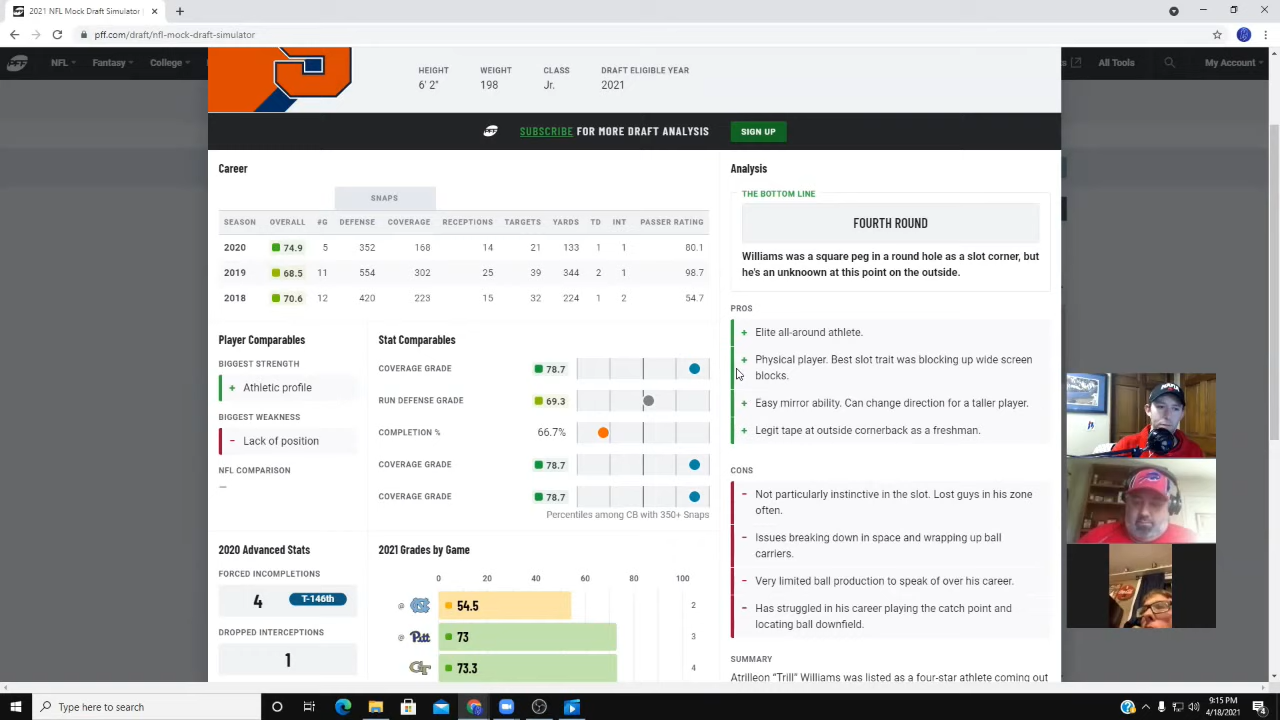 2021 NFL Mock Draft Simulator
pff.com/draft/nfl-mock-draft-simulator
PFF NFL Fantasy College All Tools My Account
HEIGHT WEIGHT CLASS DRAFT ELIGIBLE YEAR
6' 2" 198 Jr. 2021
PFF SUBSCRIBE FOR MORE DRAFT ANALYSIS SIGN UP
Career
SNAPS
SEASON OVERALL #G DEFENSE COVERAGE RECEPTIONS TARGETS YARDS TD INT PASSER RATING
2020 74.9 5 352 168 14 21 133 1 1 80.1
2019 68.5 11 554 302 25 39 344 2 1 98.7
2018 70.6 12 420 223 15 32 224 1 2 54.7
Player Comparables
BIGGEST STRENGTH
+ Athletic profile
BIGGEST WEAKNESS
- Lack of position
NFL COMPARISON
—
Stat Comparables
COVERAGE GRADE 78.7
RUN DEFENSE GRADE 69.3
COMPLETION % 66.7%
COVERAGE GRADE 78.7
COVERAGE GRADE 78.7
Percentiles among CB with 350+ Snaps
2020 Advanced Stats
FORCED INCOMPLETIONS
4 T-146th
DROPPED INTERCEPTIONS
1
2021 Grades by Game
0 20 40 60 80 100
@ NC 54.5 2
@ Pitt 73 3
GT 73.3 4
Analysis
THE BOTTOM LINE
FOURTH ROUND
Williams was a square peg in a round hole as a slot corner, but
he's an unknoown at this point on the outside.
PROS
+ Elite all-around athlete.
+ Physical player. Best slot trait was blocking up wide screen
blocks.
+ Easy mirror ability. Can change direction for a taller player.
+ Legit tape at outside cornerback as a freshman.
CONS
- Not particularly instinctive in the slot. Lost guys in his zone
often.
- Issues breaking down in space and wrapping up ball
carriers.
- Very limited ball production to speak of over his career.
- Has struggled in his career playing the catch point and
locating ball downfield.
SUMMARY
Atrilleon “Trill” Williams was listed as a four-star athlete coming out
Type here to search
9:15 PM
4/18/2021